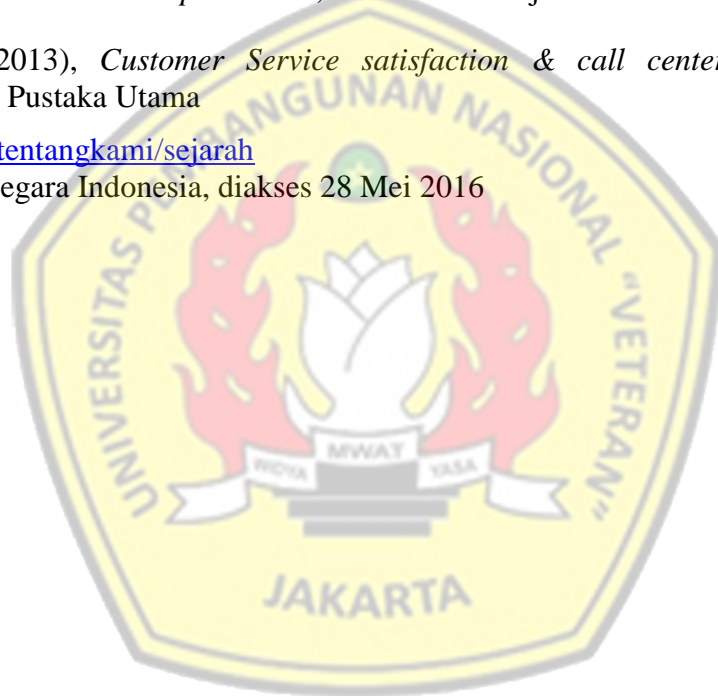 2013), Customer Service satisfaction & call center
Pustaka Utama
tentangkami/sejarah
egara Indonesia, diakses 28 Mei 2016
UNIVERSITAS PEMBANGUNAN NASIONAL "VETERAN"
WIDYA MWAT YASA
JAKARTA